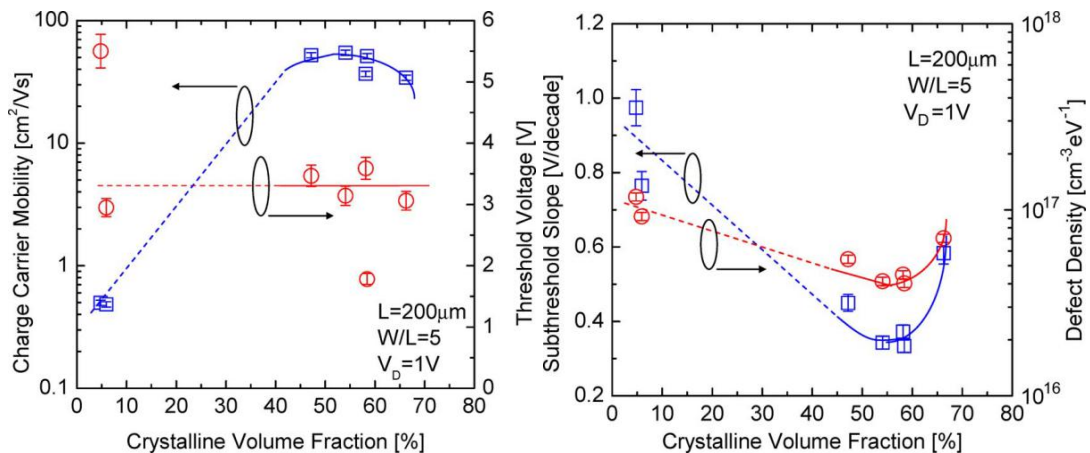 100
10
1
0.1
Charge Carrier Mobility [cm²/Vs]
0 10 20 30 40 50 60 70 80
Crystalline Volume Fraction [%]
6
5
4
3
2
1
0
Threshold Voltage [V]
L=200μm
W/L=5
V_D=1V
Subthreshold Slope [V/decade]
1.0
0.8
0.6
0.4
0.2
0 10 20 30 40 50 60 70 80
Crystalline Volume Fraction [%]
10¹⁸
10¹⁷
10¹⁶
Defect Density [cm⁻³eV⁻¹]
L=200μm
W/L=5
V_D=1V